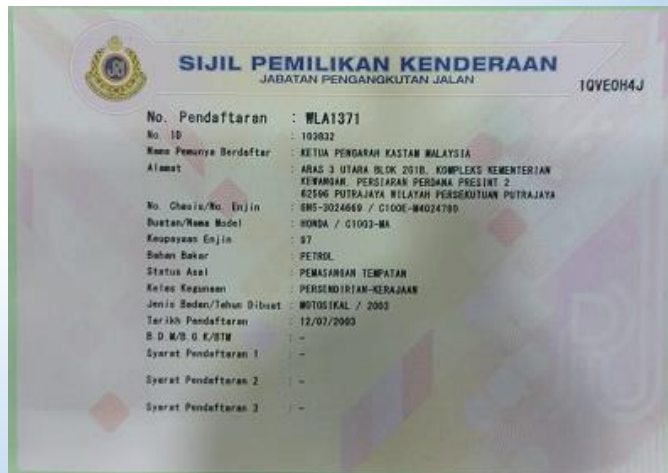 SIJIL PEMILIKAN KENDERAAN
JABATAN PENGANGKUTAN JALAN
1QVE0H4J
No. Pendaftaran : WLA1371
No. ID : 103832
Nama Pemunya Berdaftar : KETUA PENGARAH KASTAM MALAYSIA
Alamat : ARAS 3 UTARA BLOK 2G1B, KOMPLEKS KEMENTERIAN
KEWANGAN, PERSIARAN PERDANA PRESINT 2
62596 PUTRAJAYA WILAYAH PERSEKUTUAN PUTRAJAYA
No. Chasis/No. Enjin : GN5-3024669 / C100E-M4024780
Buatan/Nama Model : HONDA / C1003-MA
Keupayaan Enjin : 97
Bahan Bakar : PETROL
Status Asal : PEMASANGAN TEMPATAN
Kelas Kegunaan : PERSENDIRIAN-KERAJAAN
Jenis Badan/Tahun Dibuat : MOTOSIKAL / 2003
Tarikh Pendaftaran : 12/07/2003
B.D.M/B.G.K/BTM : -
Syarat Pendaftaran 1 : -
Syarat Pendaftaran 2 : -
Syarat Pendaftaran 3 : -